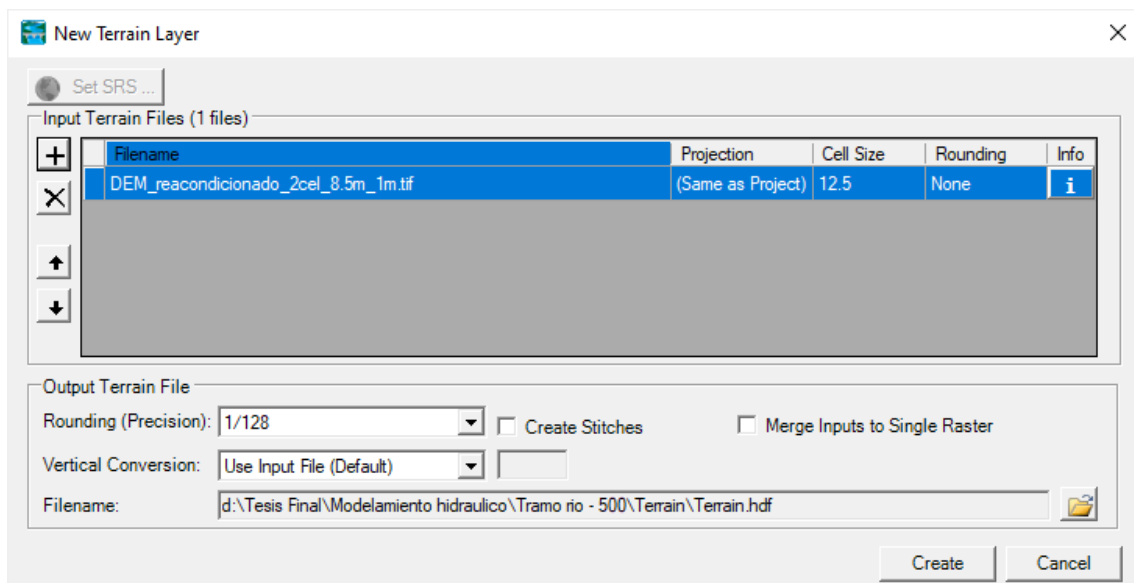 New Terrain Layer
Set SRS ...
Input Terrain Files (1 files)
Filename Projection Cell Size Rounding Info
DEM_reacondicionado_2cel_8.5m_1m.tif (Same as Project) 12.5 None i
Output Terrain File
Rounding (Precision): 1/128 Create Stitches Merge Inputs to Single Raster
Vertical Conversion: Use Input File (Default)
Filename: d:\Tesis Final\Modelamiento hidraulico\Tramo rio - 500\Terrain\Terrain.hdf
Create Cancel